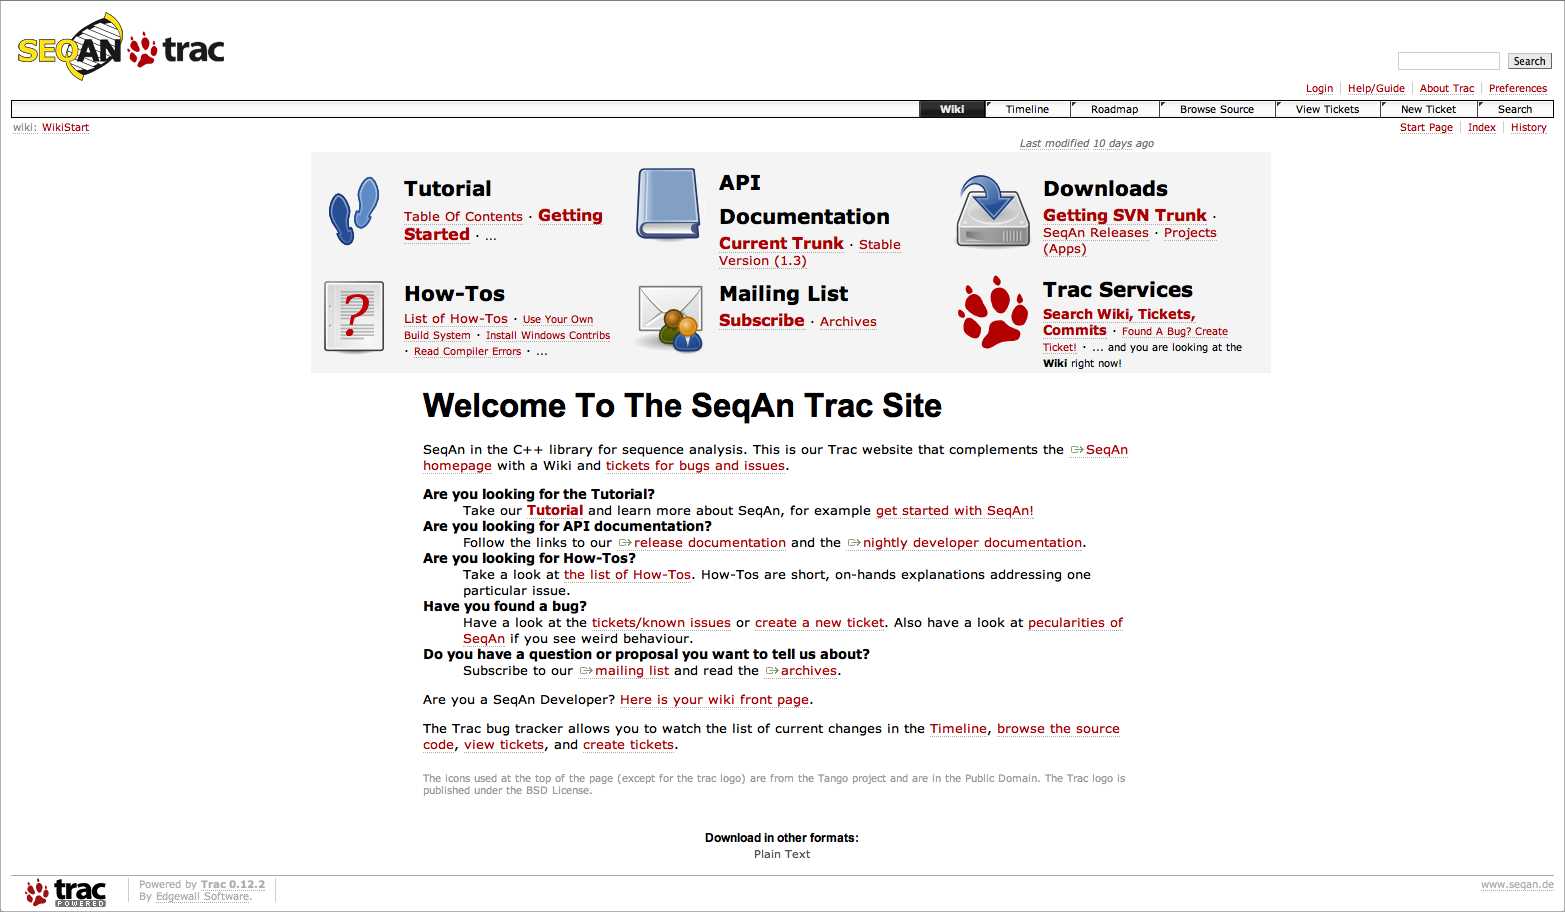 SEQAN trac
Search
Login Help/Guide About Trac Preferences
Wiki Timeline Roadmap Browse Source View Tickets New Ticket Search
wiki: WikiStart
Start Page Index History
Last modified 10 days ago
Tutorial
Table Of Contents · Getting
Started · ...
API
Documentation
Current Trunk · Stable
Version (1.3)
Downloads
Getting SVN Trunk ·
SeqAn Releases · Projects
(Apps)
How-Tos
List of How-Tos · Use Your Own
Build System · Install Windows Contribs
· Read Compiler Errors · ...
Mailing List
Subscribe · Archives
Trac Services
Search Wiki, Tickets,
Commits · Found A Bug? Create
Ticket! · ... and you are looking at the
Wiki right now!
Welcome To The SeqAn Trac Site
SeqAn in the C++ library for sequence analysis. This is our Trac website that complements the SeqAn
homepage with a Wiki and tickets for bugs and issues.
Are you looking for the Tutorial?
Take our Tutorial and learn more about SeqAn, for example get started with SeqAn!
Are you looking for API documentation?
Follow the links to our release documentation and the nightly developer documentation.
Are you looking for How-Tos?
Take a look at the list of How-Tos. How-Tos are short, on-hands explanations addressing one
particular issue.
Have you found a bug?
Have a look at the tickets/known issues or create a new ticket. Also have a look at pecularities of
SeqAn if you see weird behaviour.
Do you have a question or proposal you want to tell us about?
Subscribe to our mailing list and read the archives.
Are you a SeqAn Developer? Here is your wiki front page.
The Trac bug tracker allows you to watch the list of current changes in the Timeline, browse the source
code, view tickets, and create tickets.
The icons used at the top of the page (except for the trac logo) are from the Tango project and are in the Public Domain. The Trac logo is
published under the BSD License.
Download in other formats:
Plain Text
trac
POWERED
Powered by Trac 0.12.2
By Edgewall Software.
www.seqan.de